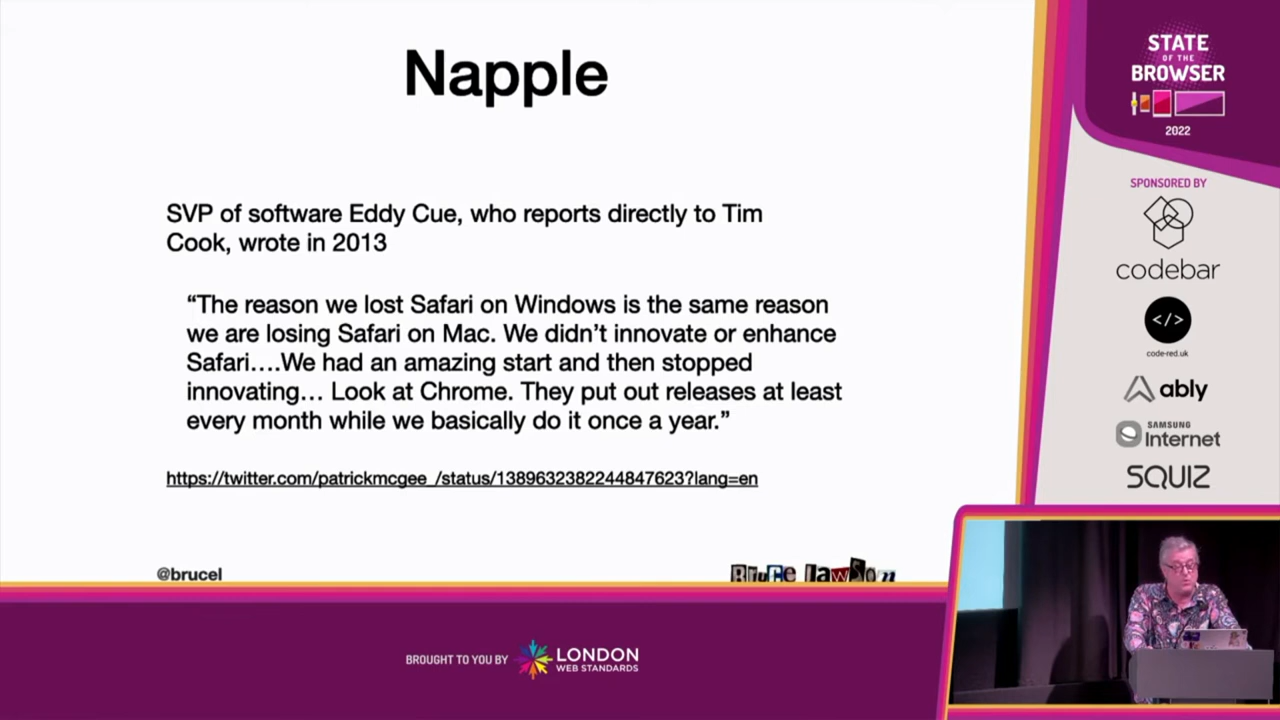 Napple
SVP of software Eddy Cue, who reports directly to Tim
Cook, wrote in 2013
“The reason we lost Safari on Windows is the same reason
we are losing Safari on Mac. We didn’t innovate or enhance
Safari….We had an amazing start and then stopped
innovating… Look at Chrome. They put out releases at least
every month while we basically do it once a year.”
https://twitter.com/patrickmcgee_/status/1389632382244847623?lang=en
@brucel
Bruce Lawson
BROUGHT TO YOU BY
LONDON
WEB STANDARDS
STATE
OF THE
BROWSER
2022
SPONSORED BY
codebar
</>
code-red.uk
ably
SAMSUNG
Internet
SQUIZ